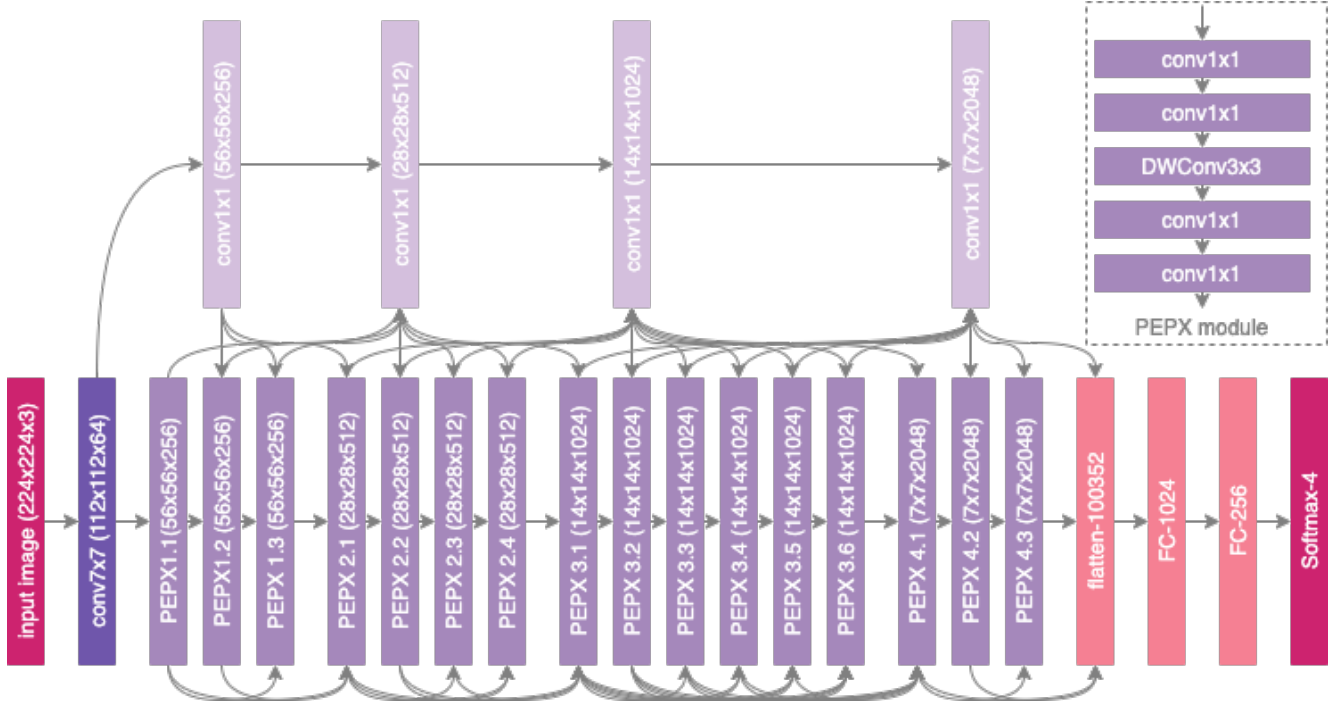 conv1x1 (56x56x256)
conv1x1 (28x28x512)
conv1x1 (14x14x1024)
conv1x1 (7x7x2048)
conv1x1
conv1x1
DWConv3x3
conv1x1
conv1x1
PEPX module
input image (224x224x3)
conv7x7 (112x112x64)
PEPX1.1(56x56x256)
PEPX1.2 (56x56x256)
PEPX 1.3 (56x56x256)
PEPX 2.1 (28x28x512)
PEPX 2.2 (28x28x512)
PEPX 2.3 (28x28x512)
PEPX 2.4 (28x28x512)
PEPX 3.1 (14x14x1024)
PEPX 3.2 (14x14x1024)
PEPX 3.3 (14x14x1024)
PEPX 3.4 (14x14x1024)
PEPX 3.5 (14x14x1024)
PEPX 3.6 (14x14x1024)
PEPX 4.1 (7x7x2048)
PEPX 4.2 (7x7x2048)
PEPX 4.3 (7x7x2048)
flatten-100352
FC-1024
FC-256
Softmax-4